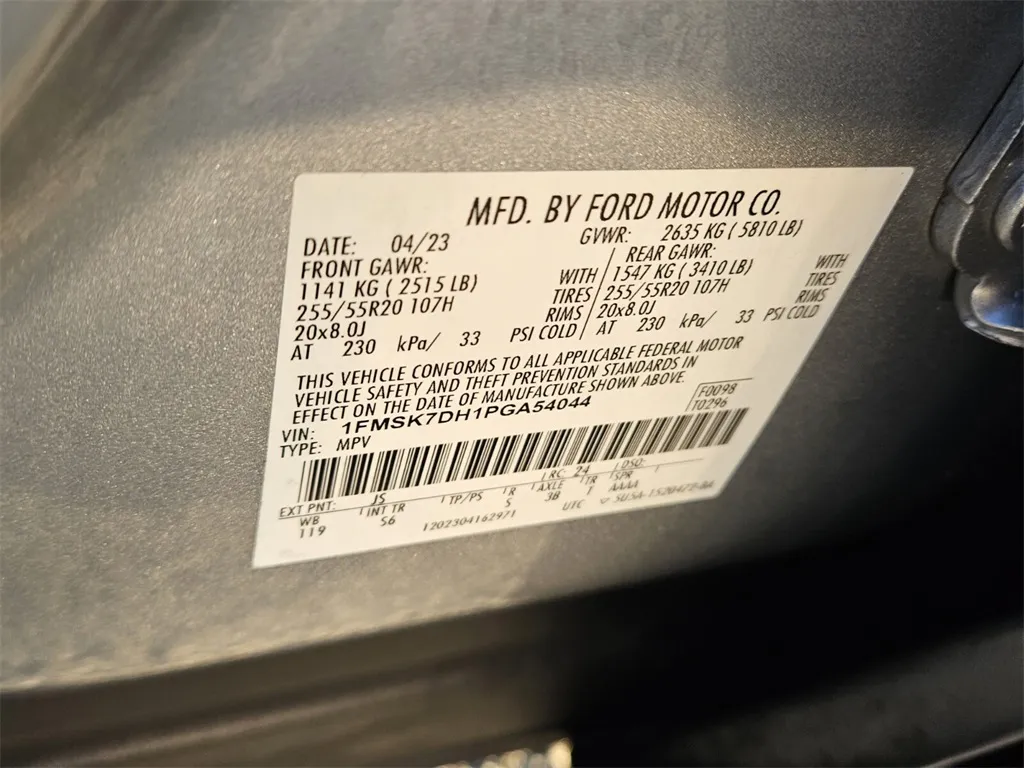 MFD. BY FORD MOTOR CO.
DATE: 04/23 GVWR: 2635 KG ( 5810 LB)
FRONT GAWR: REAR GAWR:
1141 KG ( 2515 LB) WITH 1547 KG ( 3410 LB) WITH
255/55R20 107H TIRES 255/55R20 107H TIRES
20x8.0J RIMS 20x8.0J RIMS
AT 230 kPa/ 33 PSI COLD AT 230 kPa/ 33 PSI COLD
THIS VEHICLE CONFORMS TO ALL APPLICABLE FEDERAL MOTOR
VEHICLE SAFETY AND THEFT PREVENTION STANDARDS IN
EFFECT ON THE DATE OF MANUFACTURE SHOWN ABOVE.
VIN: 1FMSK7DH1PGA54044 F0098
TYPE: MPV T0296
EXT PNT: JS RC: 24 DSO:
WB INT TR TP/PS R AXLE TR SPR
119 S6 5 38 1 AAAA
1202304162971 UTC